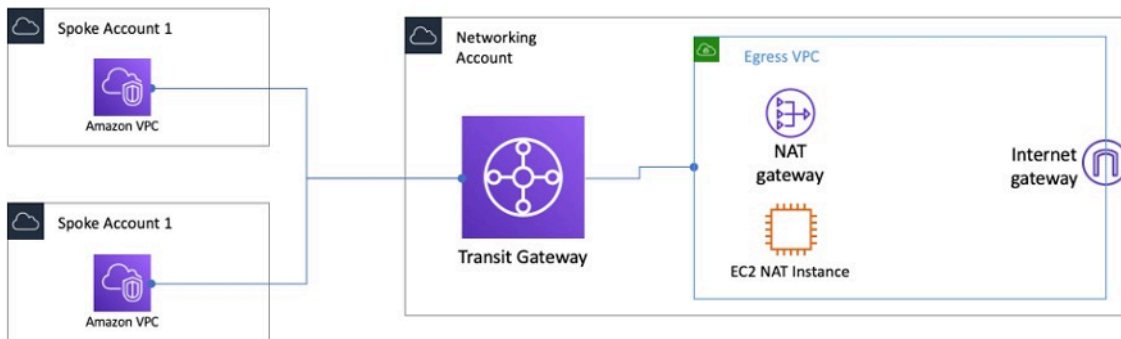 Spoke Account 1
Amazon VPC
Spoke Account 1
Amazon VPC
Networking
Account
Transit Gateway
Egress VPC
NAT
gateway
EC2 NAT Instance
Internet
gateway